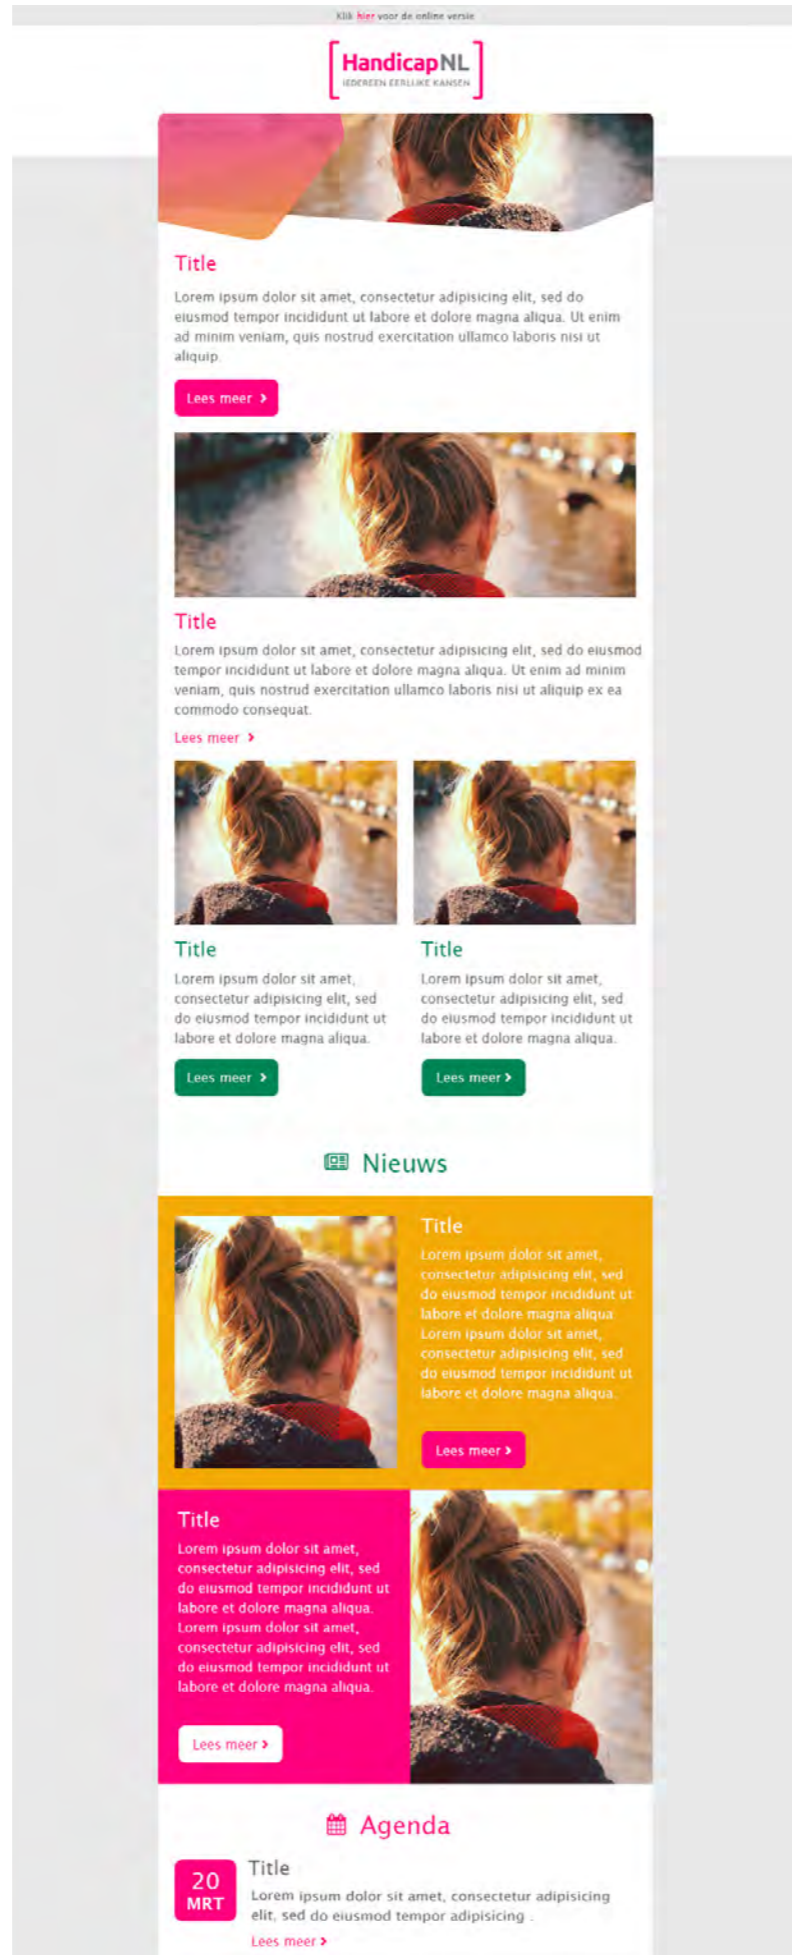 Klik hier voor de online versie
HandicapNL
IEDEREEN EERLIJKE KANSEN
Title
Lorem ipsum dolor sit amet, consectetur adipisicing elit, sed do
eiusmod tempor incididunt ut labore et dolore magna aliqua. Ut enim
ad minim veniam, quis nostrud exercitation ullamco laboris nisi ut
aliquip.
Lees meer
Title
Lorem ipsum dolor sit amet, consectetur adipisicing elit, sed do eiusmod
tempor incididunt ut labore et dolore magna aliqua. Ut enim ad minim
veniam, quis nostrud exercitation ullamco laboris nisi ut aliquip ex ea
commodo consequat.
Lees meer
Title
Lorem ipsum dolor sit amet,
consectetur adipisicing elit, sed
do eiusmod tempor incididunt ut
labore et dolore magna aliqua.
Lees meer
Title
Lorem ipsum dolor sit amet,
consectetur adipisicing elit, sed
do eiusmod tempor incididunt ut
labore et dolore magna aliqua.
Lees meer
Nieuws
Title
Lorem ipsum dolor sit amet,
consectetur adipisicing elit, sed
do eiusmod tempor incididunt ut
labore et dolore magna aliqua.
Lorem ipsum dolor sit amet,
consectetur adipisicing elit, sed
do eiusmod tempor incididunt ut
labore et dolore magna aliqua.
Lees meer
Title
Lorem ipsum dolor sit amet,
consectetur adipisicing elit, sed
do eiusmod tempor incididunt ut
labore et dolore magna aliqua.
Lorem ipsum dolor sit amet,
consectetur adipisicing elit, sed
do eiusmod tempor incididunt ut
labore et dolore magna aliqua.
Lees meer
Agenda
20
MRT
Title
Lorem ipsum dolor sit amet, consectetur adipisicing
elit, sed do eiusmod tempor adipisicing .
Lees meer